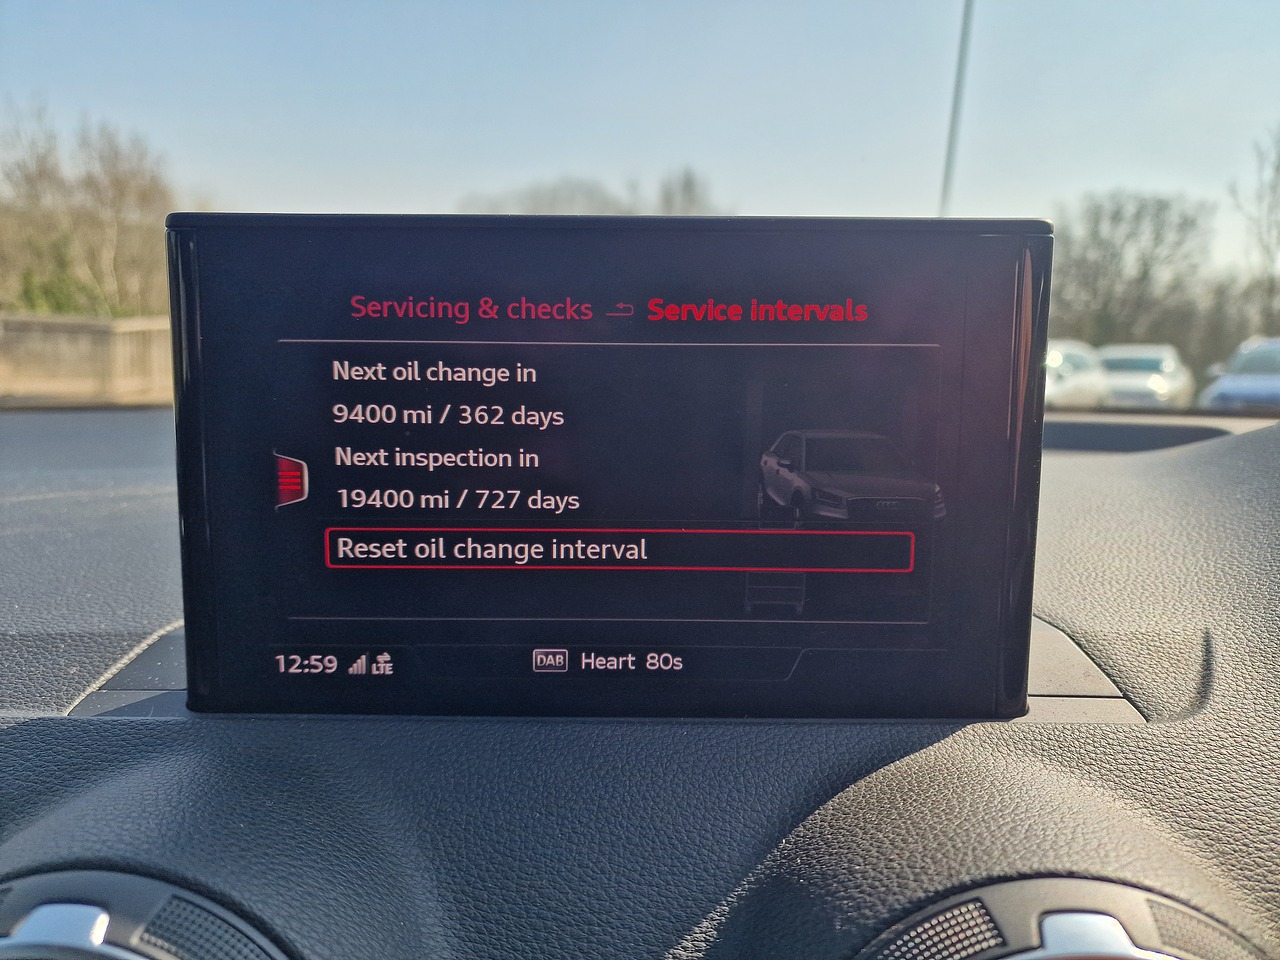 Servicing & checks Service intervals
Next oil change in
9400 mi / 362 days
Next inspection in
19400 mi / 727 days
Reset oil change interval
12:59 LTE DAB Heart 80s